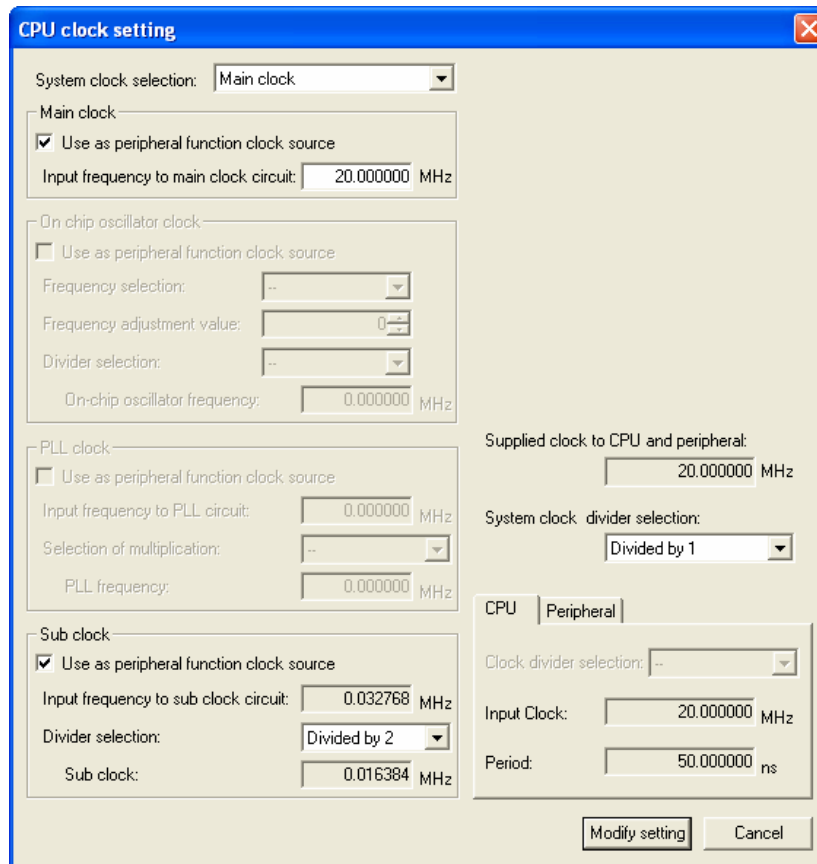 CPU clock setting
System clock selection: Main clock
Main clock
Use as peripheral function clock source
Input frequency to main clock circuit: 20.000000 MHz
On chip oscillator clock
Use as peripheral function clock source
Frequency selection: --
Frequency adjustment value: 0
Divider selection: --
On-chip oscillator frequency: 0.000000 MHz
PLL clock
Use as peripheral function clock source
Input frequency to PLL circuit: 0.000000 MHz
Selection of multiplication: --
PLL frequency: 0.000000 MHz
Sub clock
Use as peripheral function clock source
Input frequency to sub clock circuit: 0.032768 MHz
Divider selection: Divided by 2
Sub clock: 0.016384 MHz
Supplied clock to CPU and peripheral:
20.000000 MHz
System clock divider selection:
Divided by 1
CPU Peripheral
Clock divider selection: --
Input Clock: 20.000000 MHz
Period: 50.000000 ns
Modify setting Cancel